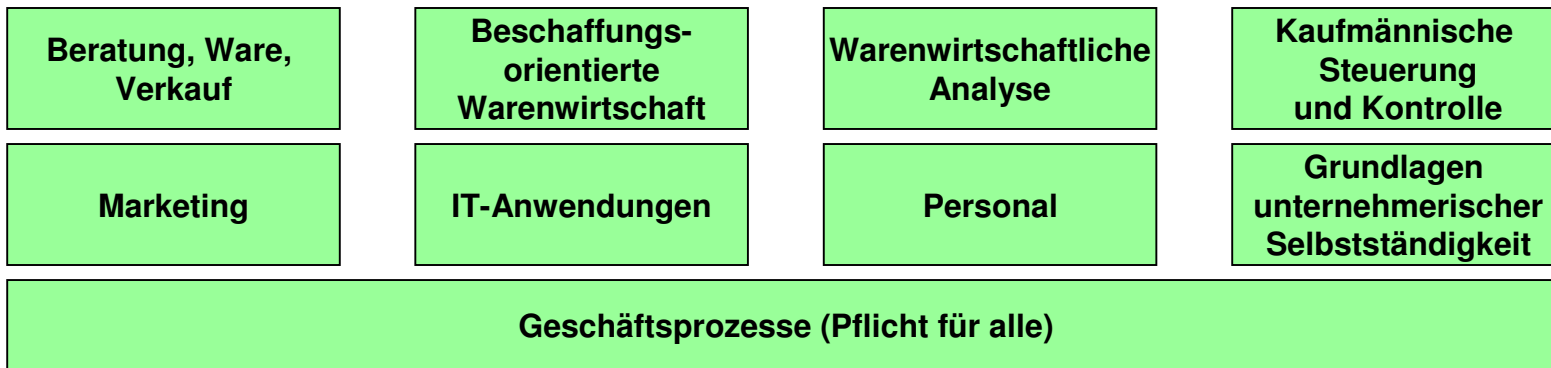 Beratung, Ware,
Verkauf
Beschaffungs-
orientierte
Warenwirtschaft
Warenwirtschaftliche
Analyse
Kaufmännische
Steuerung
und Kontrolle
Marketing
IT-Anwendungen
Personal
Grundlagen
unternehmerischer
Selbstständigkeit
Geschäftsprozesse (Pflicht für alle)